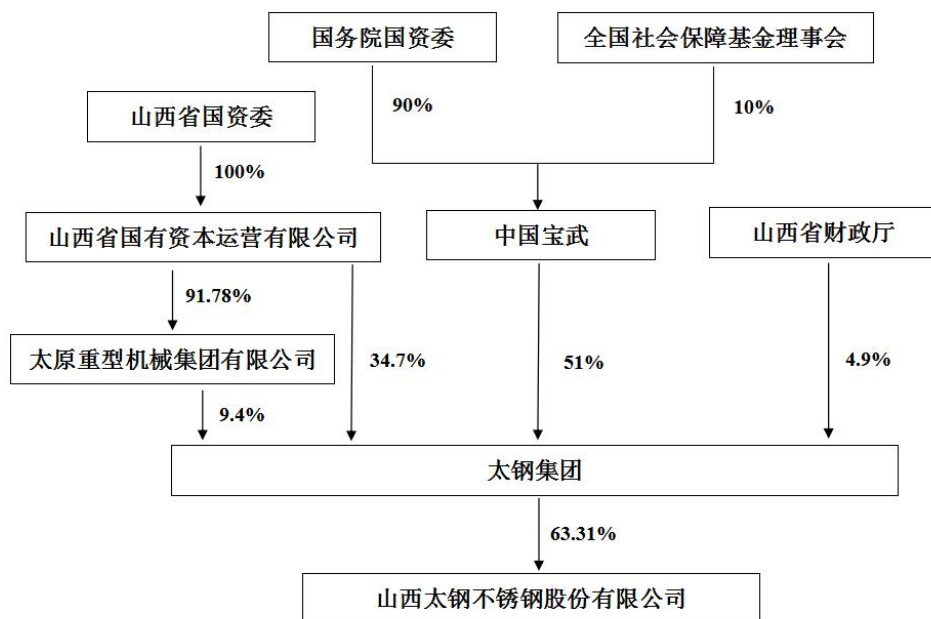 国务院国资委
全国社会保障基金理事会
90%
10%
山西省国资委
100%
山西省国有资本运营有限公司
中国宝武
山西省财政厅
91.78%
太原重型机械集团有限公司
34.7%
51%
4.9%
9.4%
太钢集团
63.31%
山西太钢不锈钢股份有限公司